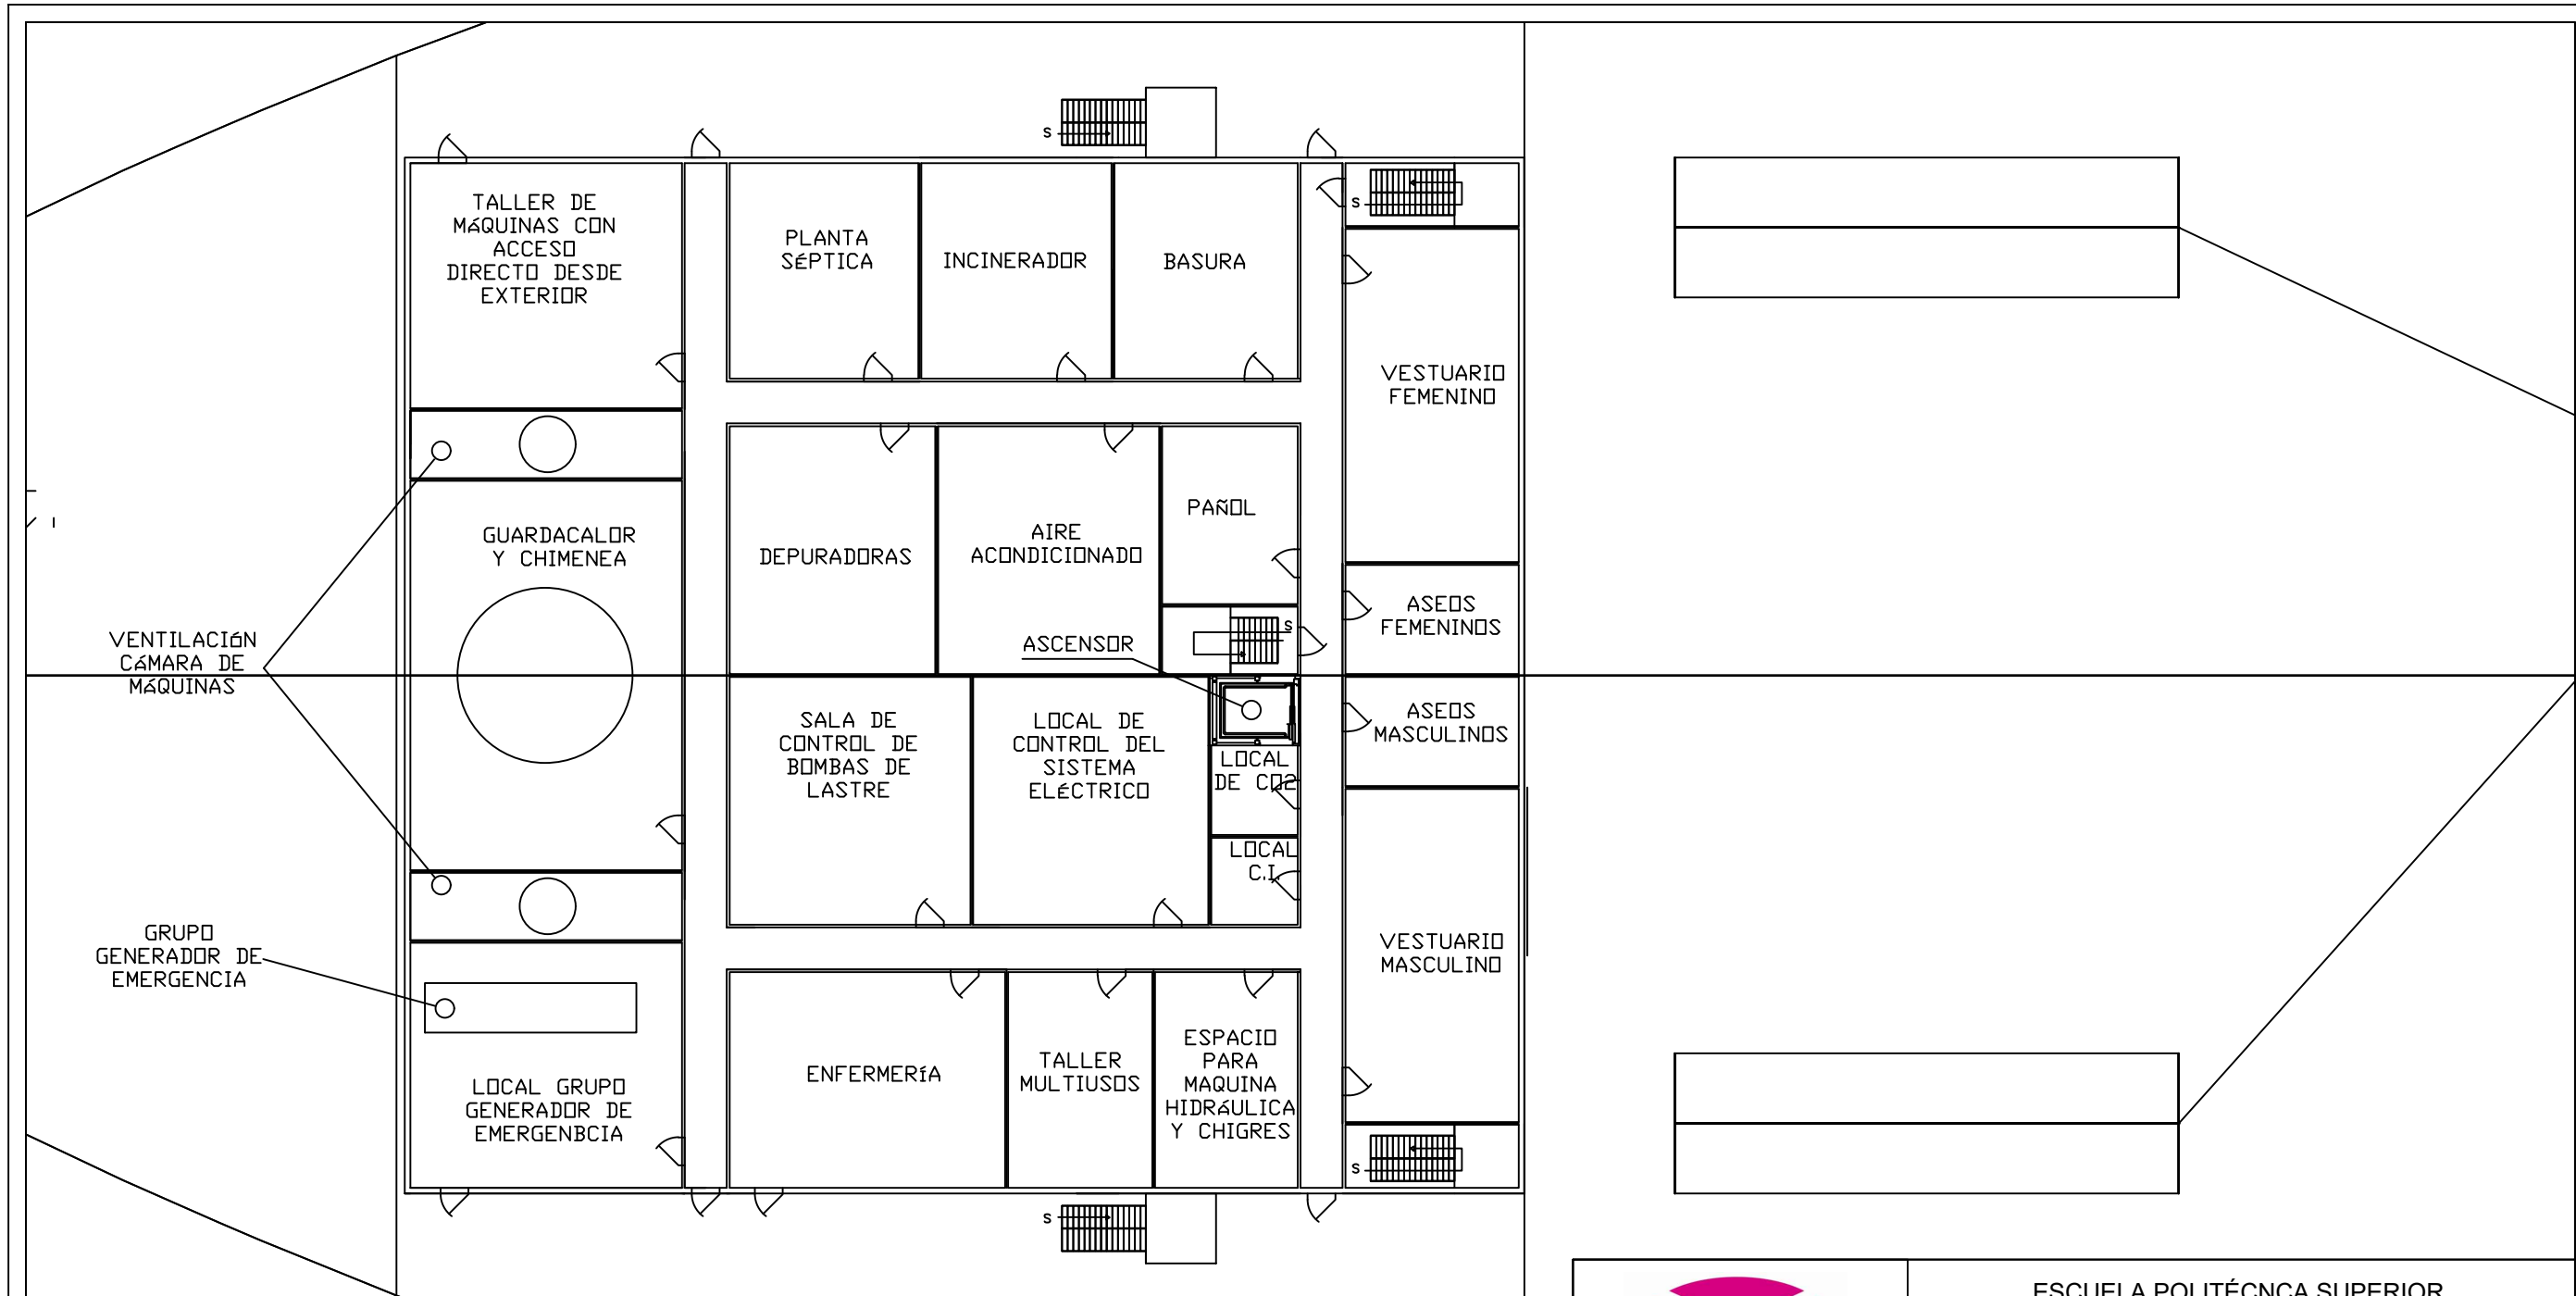 S
TALLER DE
MáQUINAS CON
ACCESO
DIRECTO DESDE
EXTERIOR
PLANTA
SéPTICA
INCINERADOR
BASURA
S
VESTUARIO
FEMENINO
GUARDACALOR
Y CHIMENEA
DEPURADORAS
AIRE
ACONDICIONADO
PAÑOL
ASEOS
FEMENINOS
S
ASCENSOR
VENTILACIóN
CáMARA DE
MáQUINAS
SALA DE
CONTROL DE
BOMBAS DE
LASTRE
LOCAL DE
CONTROL DEL
SISTEMA
ELéCTRICO
LOCAL
DE CO2
ASEOS
MASCULINOS
LOCAL
C.I.
GRUPO
GENERADOR DE
EMERGENCIA
VESTUARIO
MASCULINO
LOCAL GRUPO
GENERADOR DE
EMERGENBCIA
ENFERMERíA
TALLER
MULTIUSOS
ESPACIO
PARA
MAQUINA
HIDRáULICA
Y CHIGRES
S
S
ESCUELA POLITÉCNCA SUPERIOR